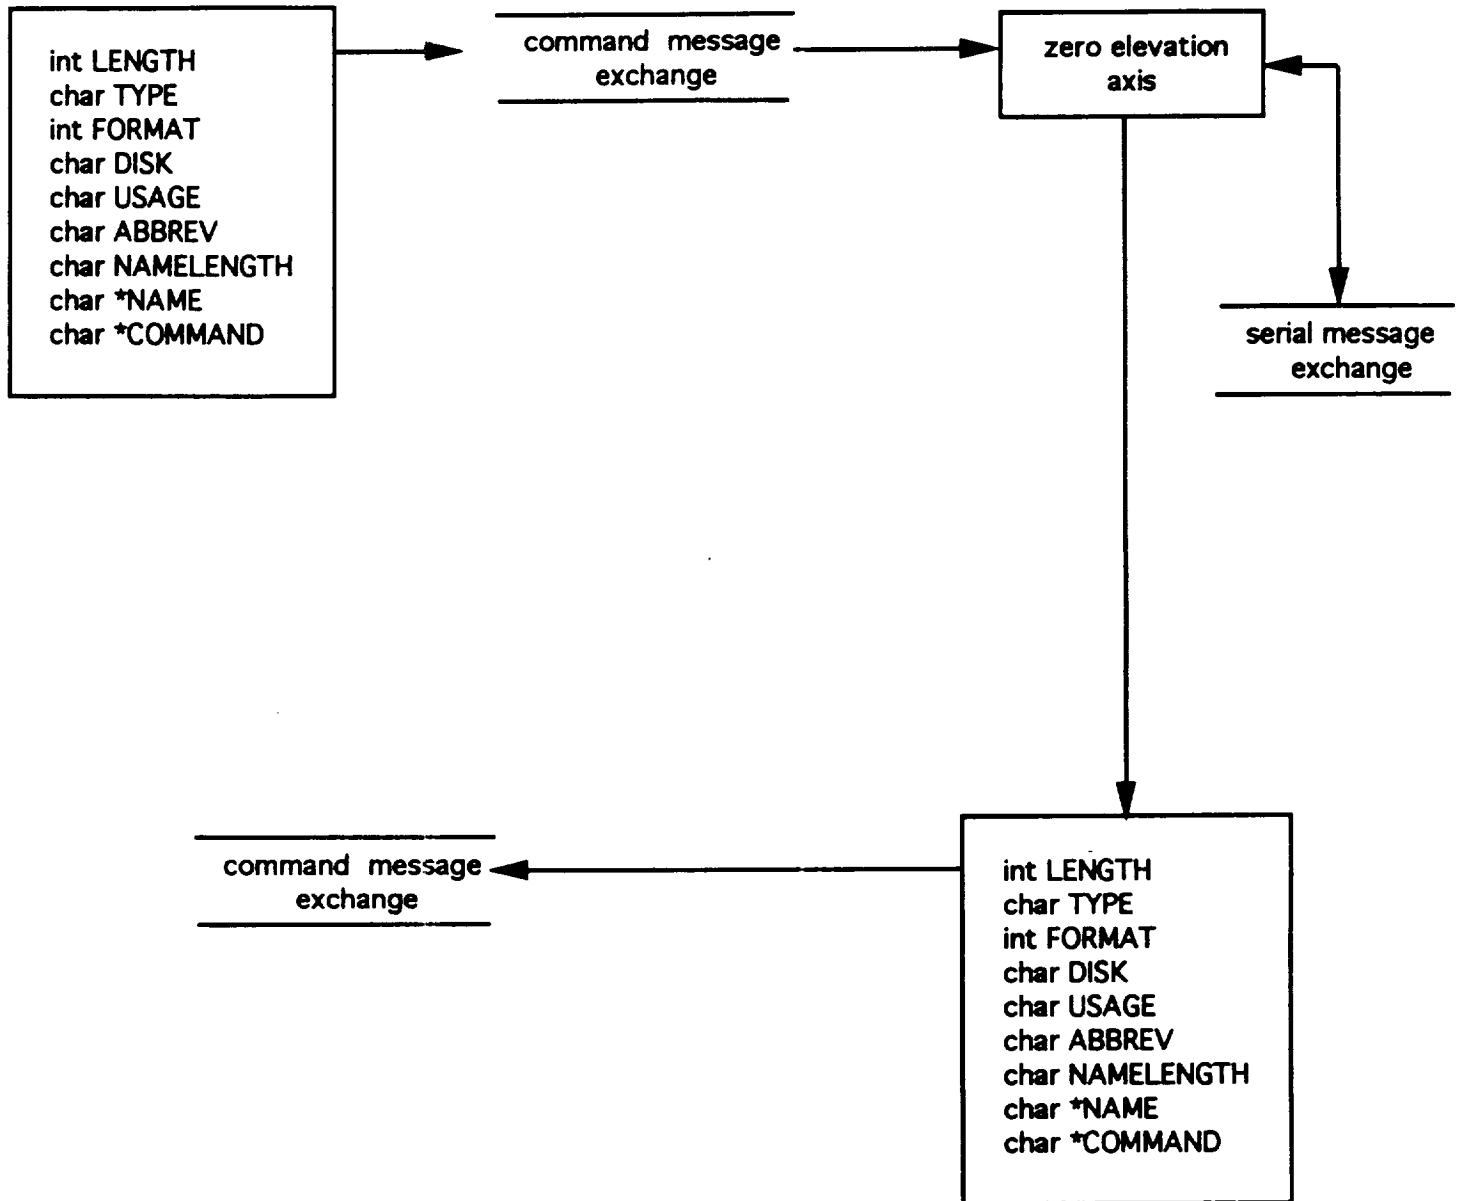 int LENGTH
char TYPE
int FORMAT
char DISK
char USAGE
char ABBREV
char NAMELENGTH
char *NAME
char *COMMAND
command message
exchange
zero elevation
axis
serial message
exchange
command message
exchange
int LENGTH
char TYPE
int FORMAT
char DISK
char USAGE
char ABBREV
char NAMELENGTH
char *NAME
char *COMMAND